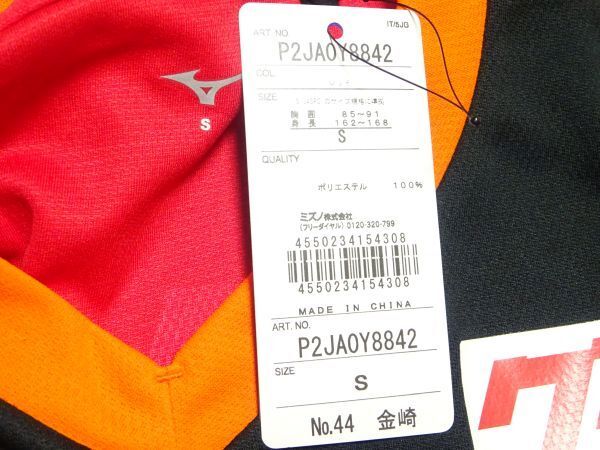 IT/5JG
ART. NO.
P2JA0Y8842
COL
SIZE
胸囲 85~91
身長 162~168
S
QUALITY
ポリエステル 100%
ミズノ株式会社
(フリーダイヤル)0120-320-799
4550234154308
4550234154308
MADE IN CHINA
ART. NO.
P2JA0Y8842
SIZE
S
No.44 金崎
S